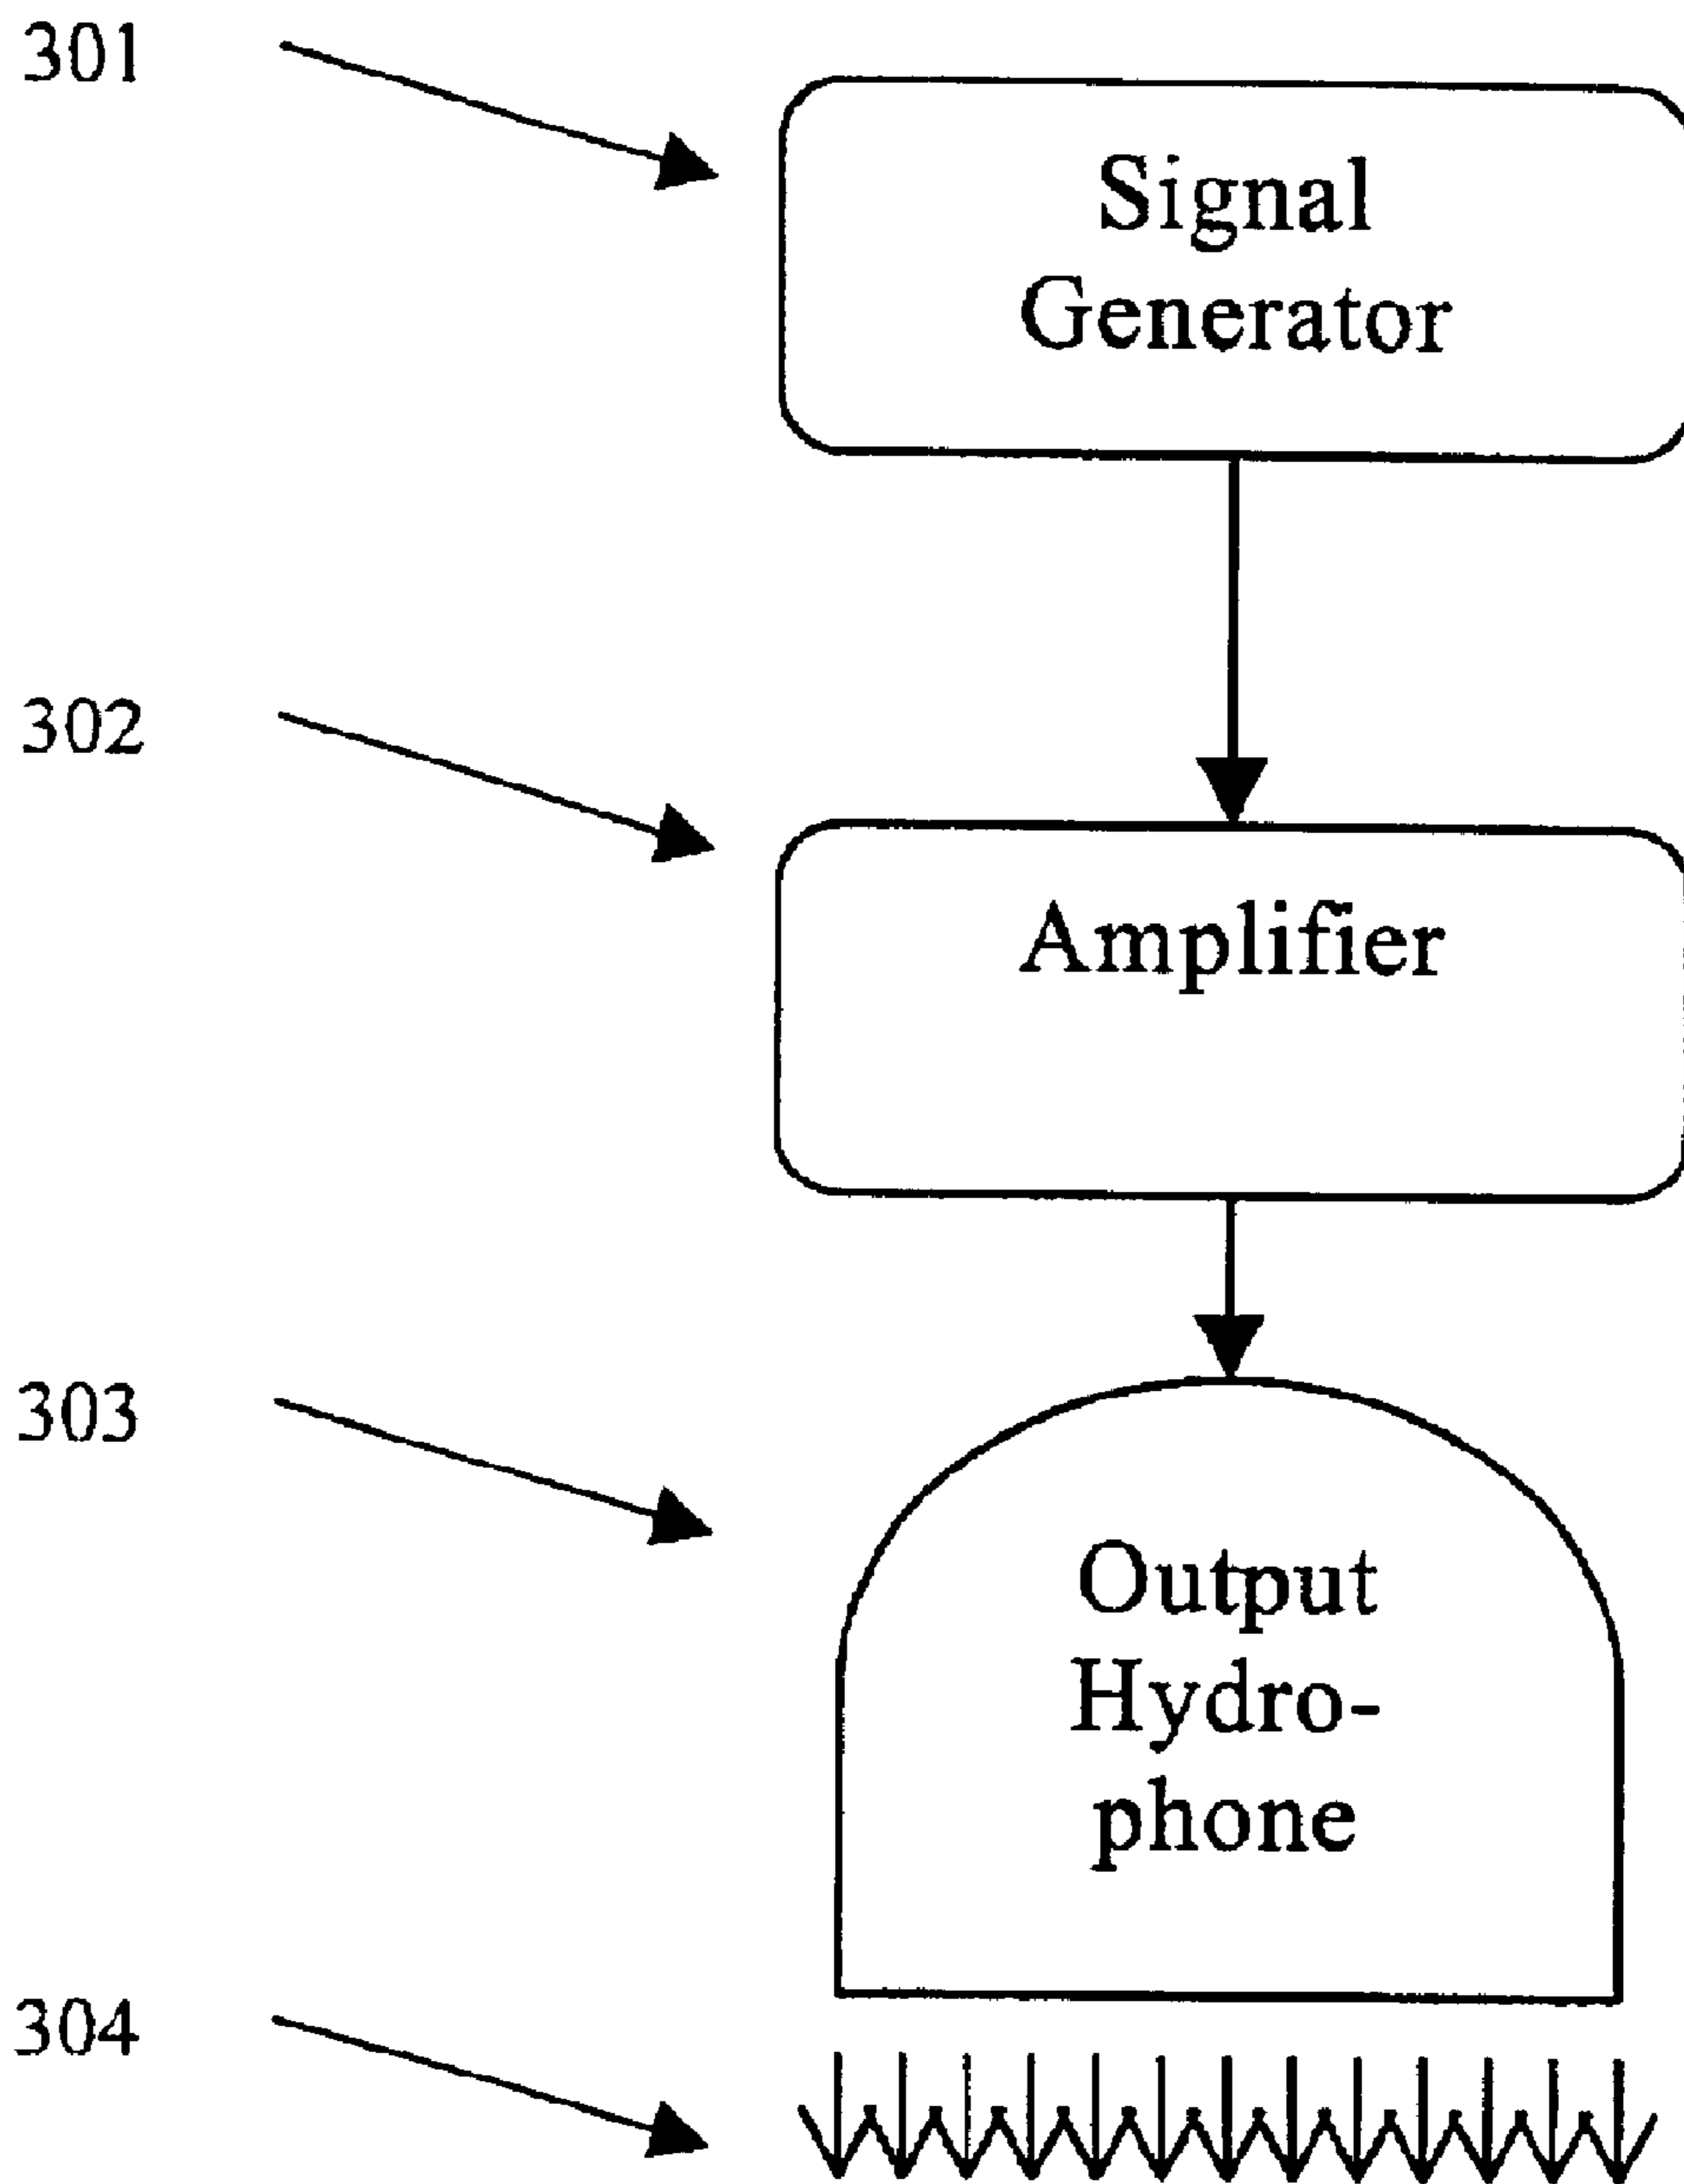 301
Signal
Generator
302
Amplifier
303
Output
Hydro-
phone
304